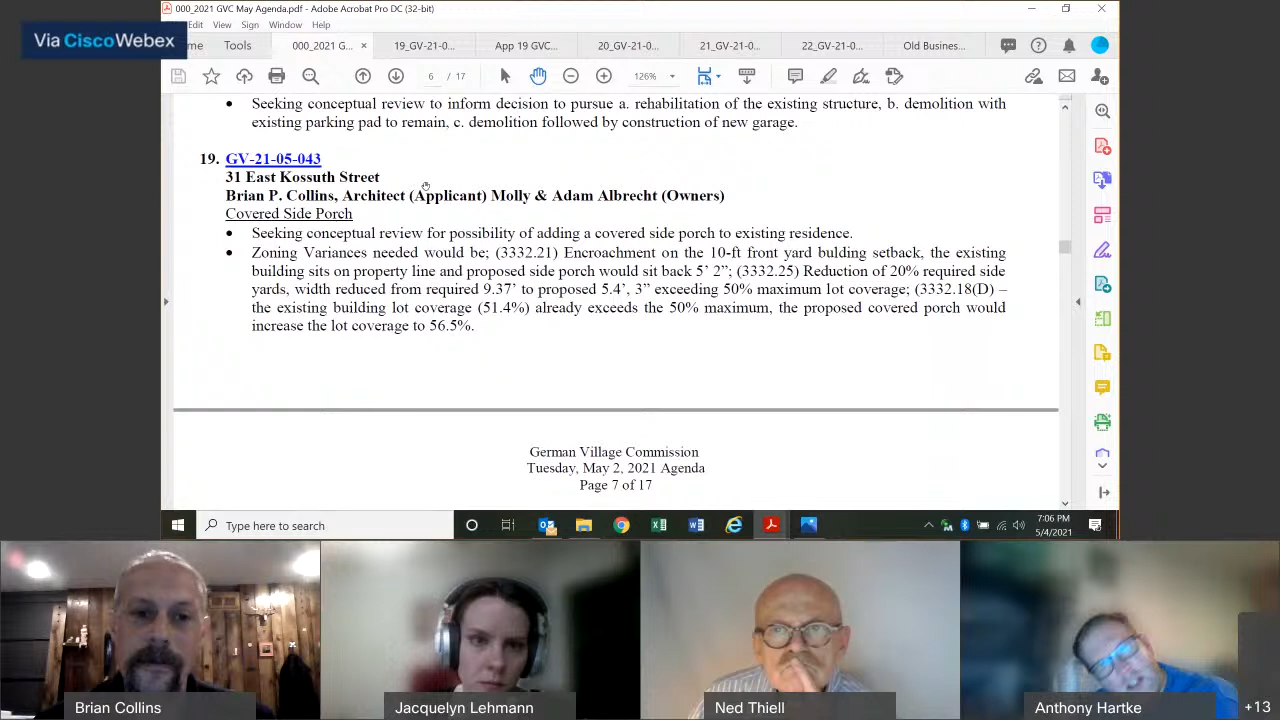 000_2021 GVC May Agenda.pdf - Adobe Acrobat Pro DC (32-bit)
Via CiscoWebex
Edit View Sign Window Help
me Tools 000_2021 G... × 19_GV-21-0... App 19 GVC... 20_GV-21-0... 21_GV-21-0... 22_GV-21-0... Old Busines...
6 / 17 126%
• Seeking conceptual review to inform decision to pursue a. rehabilitation of the existing structure, b. demolition with
existing parking pad to remain, c. demolition followed by construction of new garage.
19. GV-21-05-043
31 East Kossuth Street
Brian P. Collins, Architect (Applicant) Molly & Adam Albrecht (Owners)
Covered Side Porch
• Seeking conceptual review for possibility of adding a covered side porch to existing residence.
• Zoning Variances needed would be; (3332.21) Encroachment on the 10-ft front yard bulding setback, the existing
building sits on property line and proposed side porch would sit back 5’ 2”; (3332.25) Reduction of 20% required side
yards, width reduced from required 9.37’ to proposed 5.4’, 3” exceeding 50% maximum lot coverage; (3332.18(D) –
the existing building lot coverage (51.4%) already exceeds the 50% maximum, the proposed covered porch would
increase the lot coverage to 56.5%.
German Village Commission
Tuesday, May 2, 2021 Agenda
Page 7 of 17
Type here to search
7:06 PM
5/4/2021
Brian Collins
Jacquelyn Lehmann
Ned Thiell
Anthony Hartke
+13